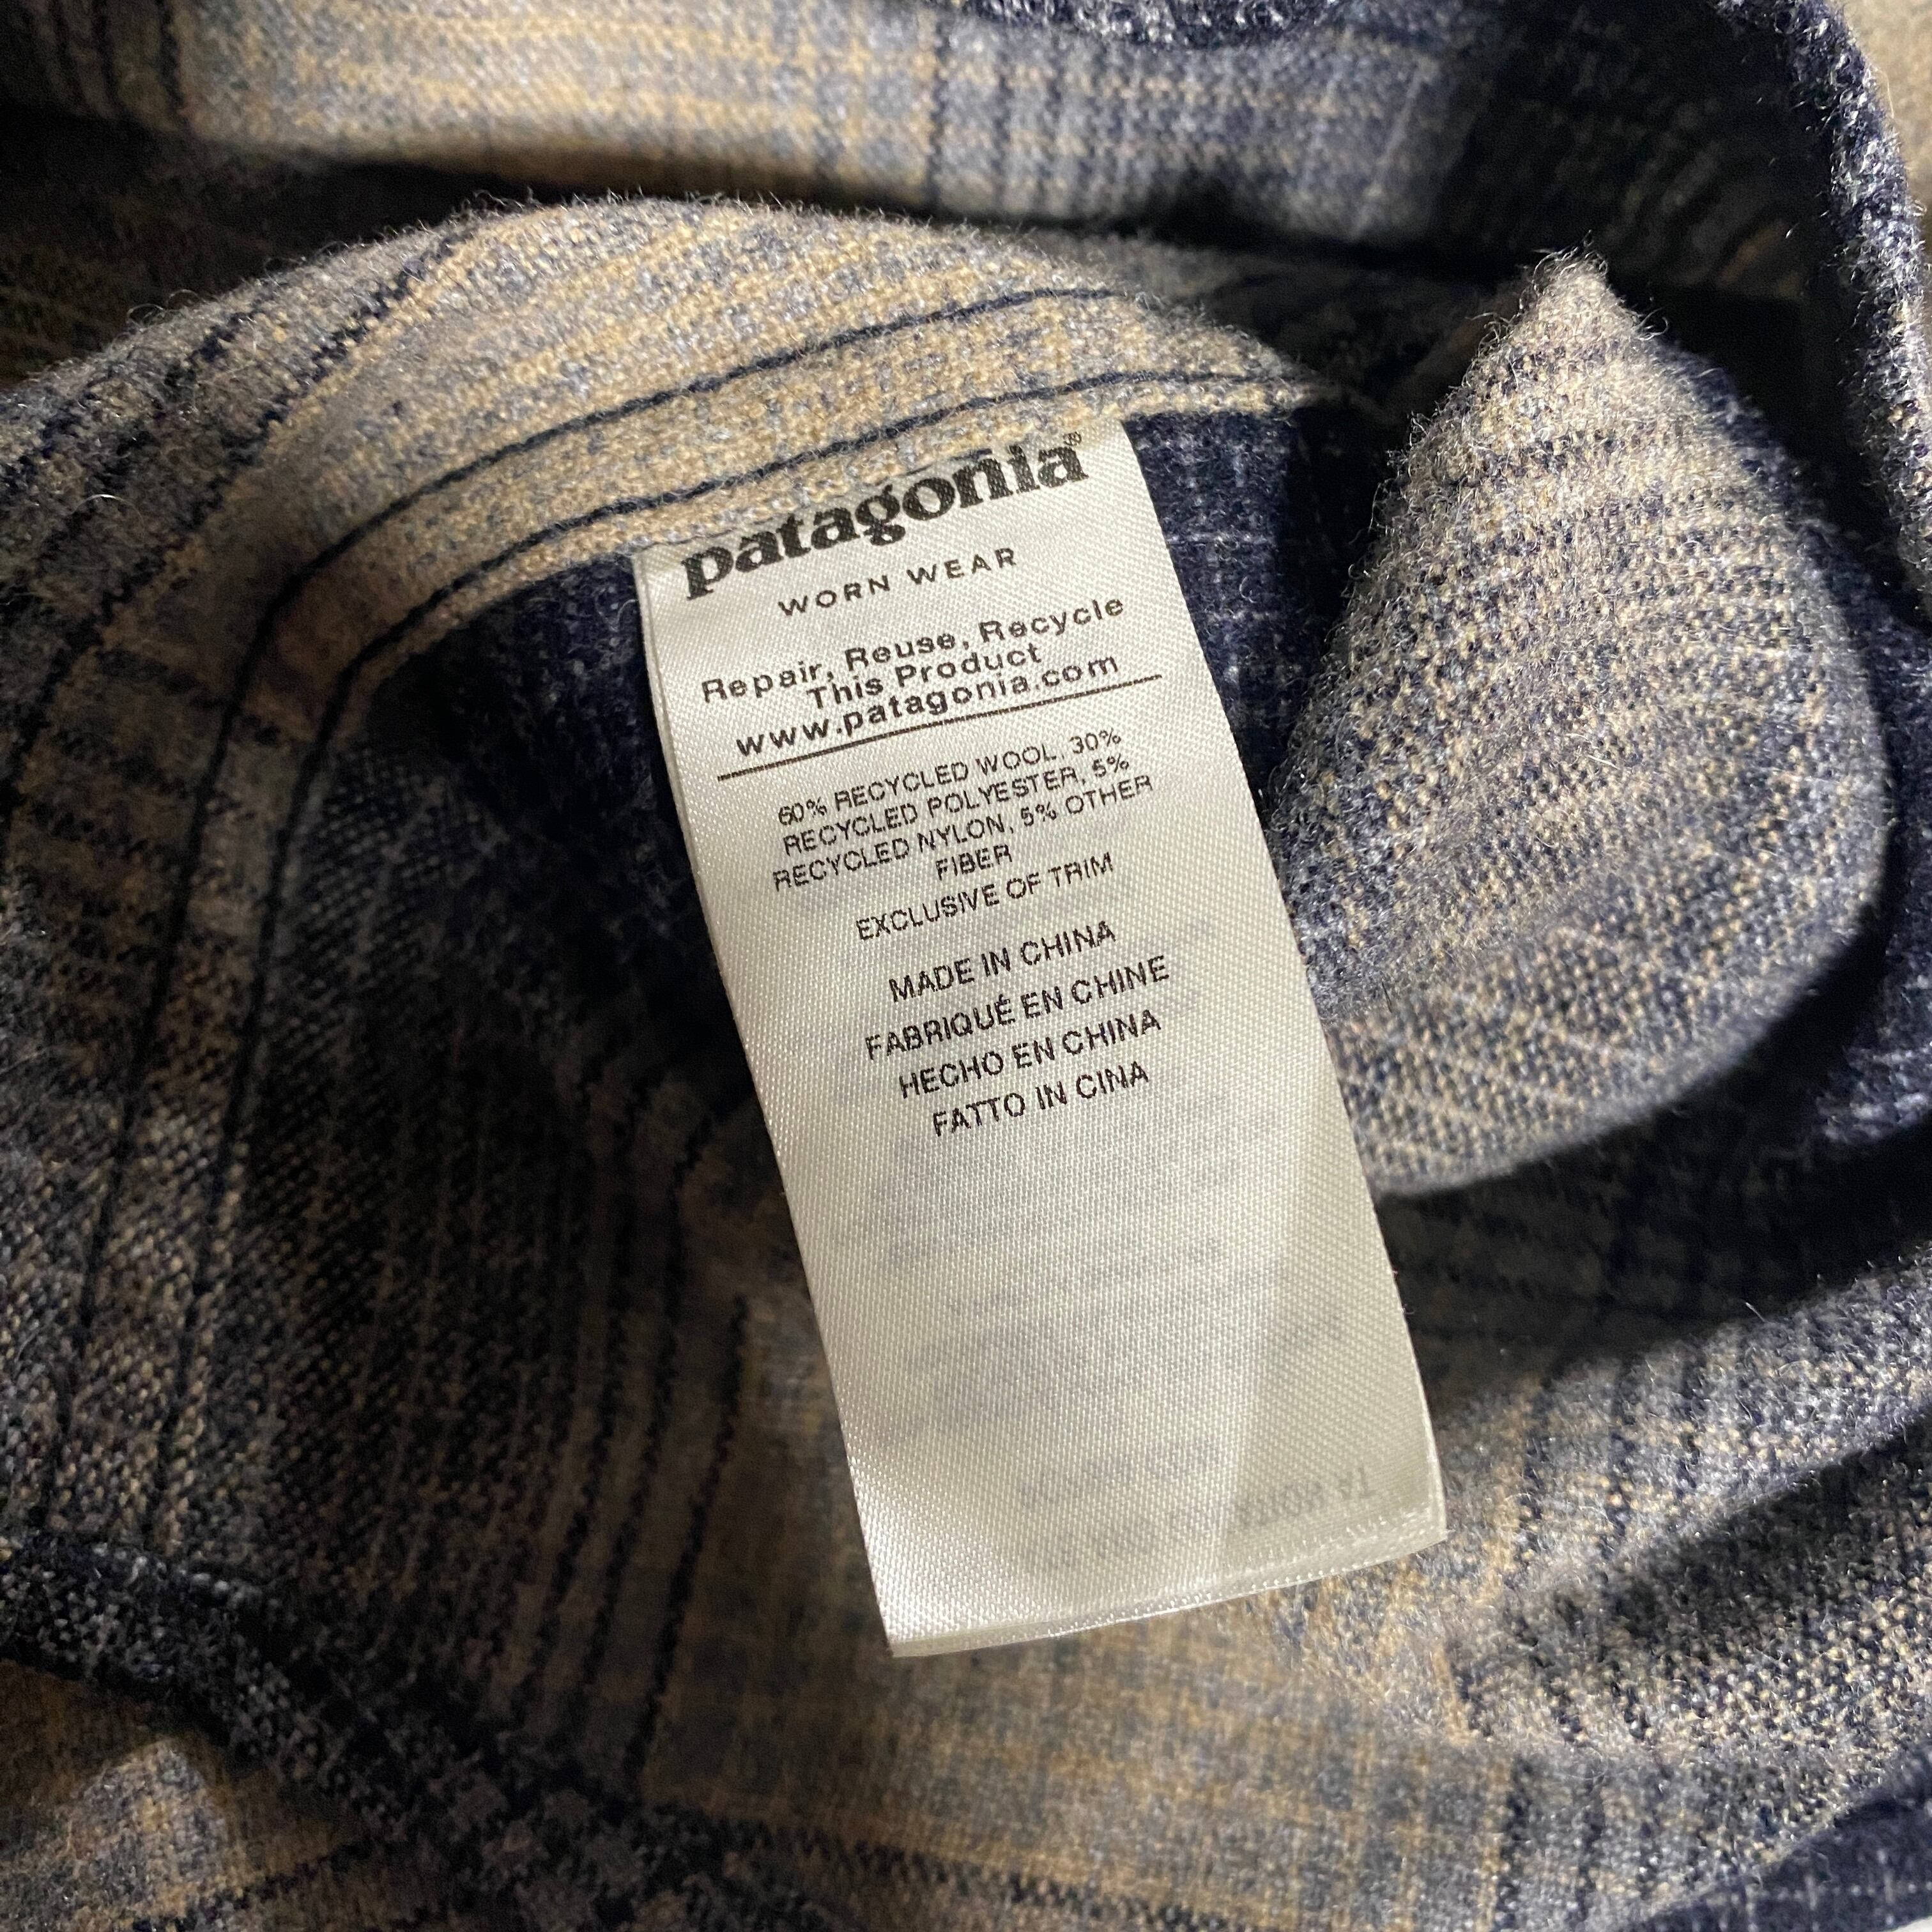 patagonia®
WORN WEAR
Repair, Reuse, Recycle
This Product
www.patagonia.com
60% RECYCLED WOOL, 30%
RECYCLED POLYESTER, 5%
RECYCLED NYLON, 5% OTHER
FIBER
EXCLUSIVE OF TRIM
MADE IN CHINA
FABRIQUÉ EN CHINE
HECHO EN CHINA
FATTO IN CINA